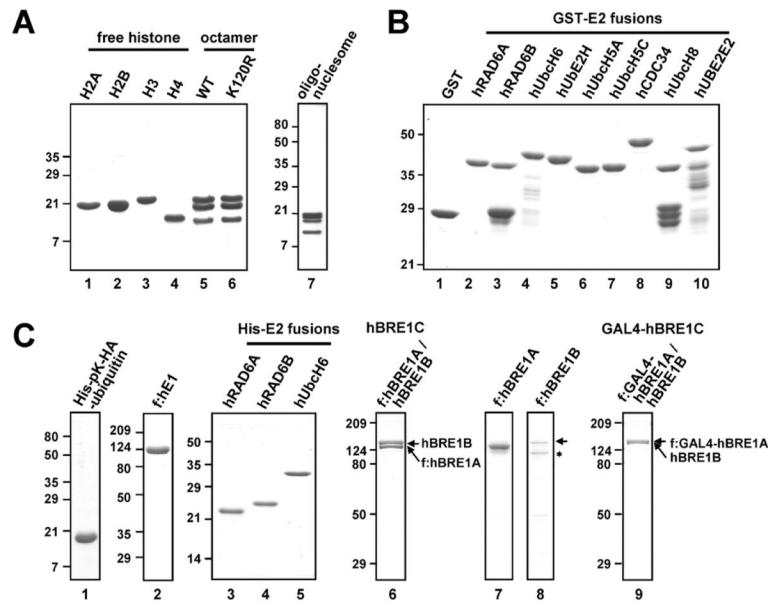 A
free histone octamer
H2A H2B H3 H4 WT K120R
oligo-
nuclesome
35
29
21
7
80
50
35
29
21
7
1 2 3 4 5 6 7
B
GST-E2 fusions
GST hRAD6A hRAD6B hUbcH6 hUbE2H hUbcH5A hUbcH5C hCDC34 hUbcH8 hUBE2E2
50
35
29
21
1 2 3 4 5 6 7 8 9 10
C
His-pK-HA
-ubiquitin
80
50
35
29
21
7
1
f:hE1
209
124
80
50
35
29
2
His-E2 fusions
hRAD6A hRAD6B hUbcH6
50
35
29
21
14
3 4 5
hBRE1C
f:hBRE1A /
hBRE1B
209
124
80
50
29
hBRE1B
f:hBRE1A
6
f:hBRE1A f:hBRE1B
209
124
80
50
29
*
7 8
GAL4-hBRE1C
f:GAL4-
hBRE1A /
hBRE1B
209
124
80
50
29
f:GAL4-hBRE1A
hBRE1B
9